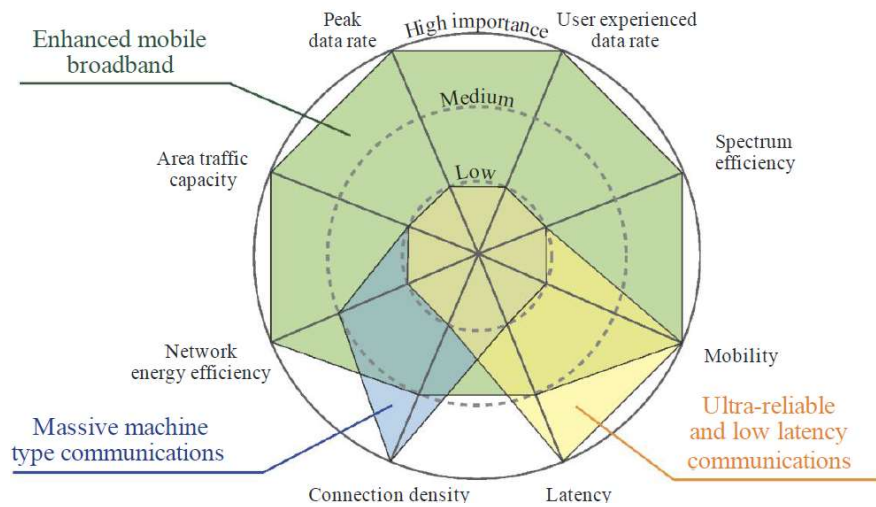 Peak
data rate
High importance
User experienced
data rate
Enhanced mobile
broadband
Medium
Area traffic
capacity
Spectrum
efficiency
Low
Network
energy efficiency
Mobility
Massive machine
type communications
Ultra-reliable
and low latency
communications
Connection density
Latency